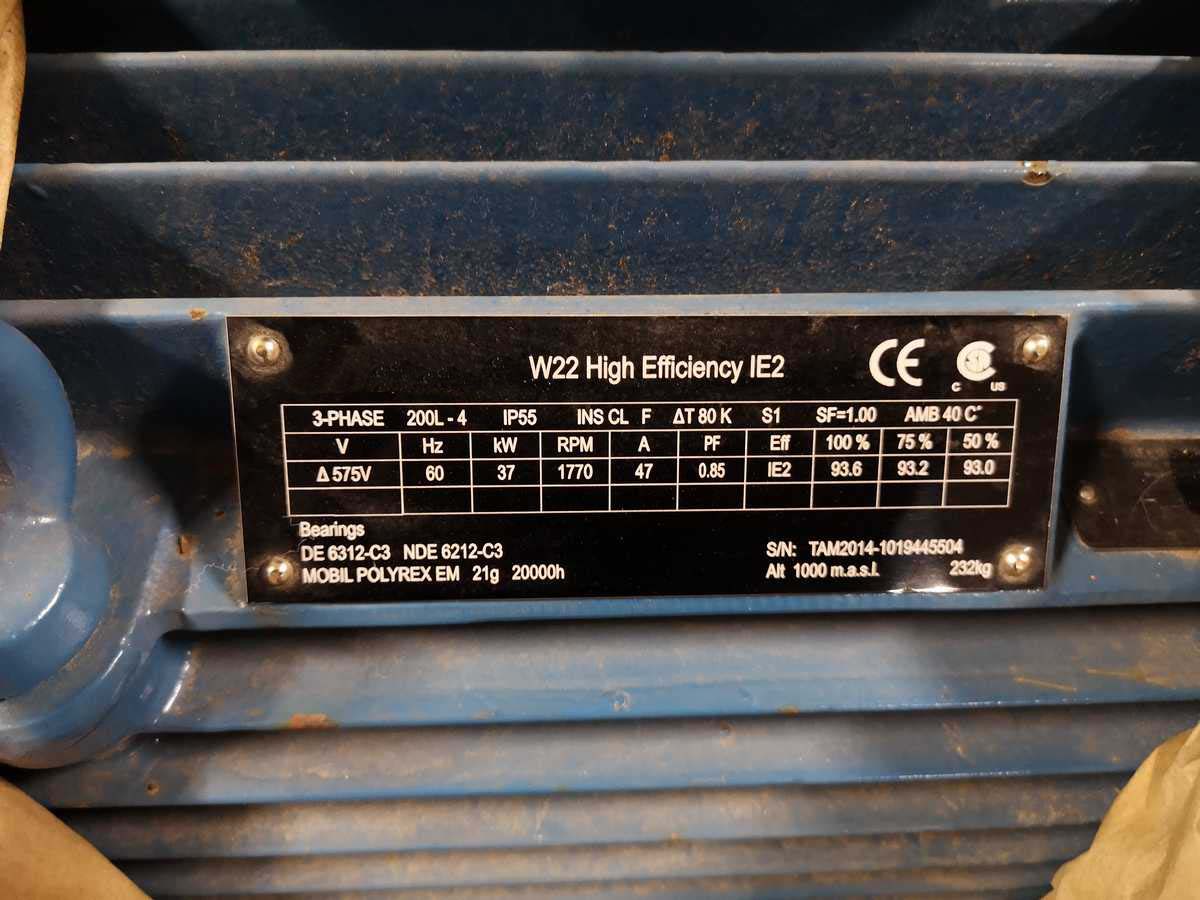 W22 High Efficiency IE2
CE
C US
3-PHASE 200L - 4 IP55 INS CL F ΔT 80 K S1 SF=1.00 AMB 40 C°
V Hz kW RPM A PF Eff 100 % 75 % 50 %
Δ 575V 60 37 1770 47 0.85 IE2 93.6 93.2 93.0
Bearings
DE 6312-C3 NDE 6212-C3
MOBIL POLYREX EM 21g 20000h
S/N: TAM2014-1019445504
Alt 1000 m.a.s.l. 232kg